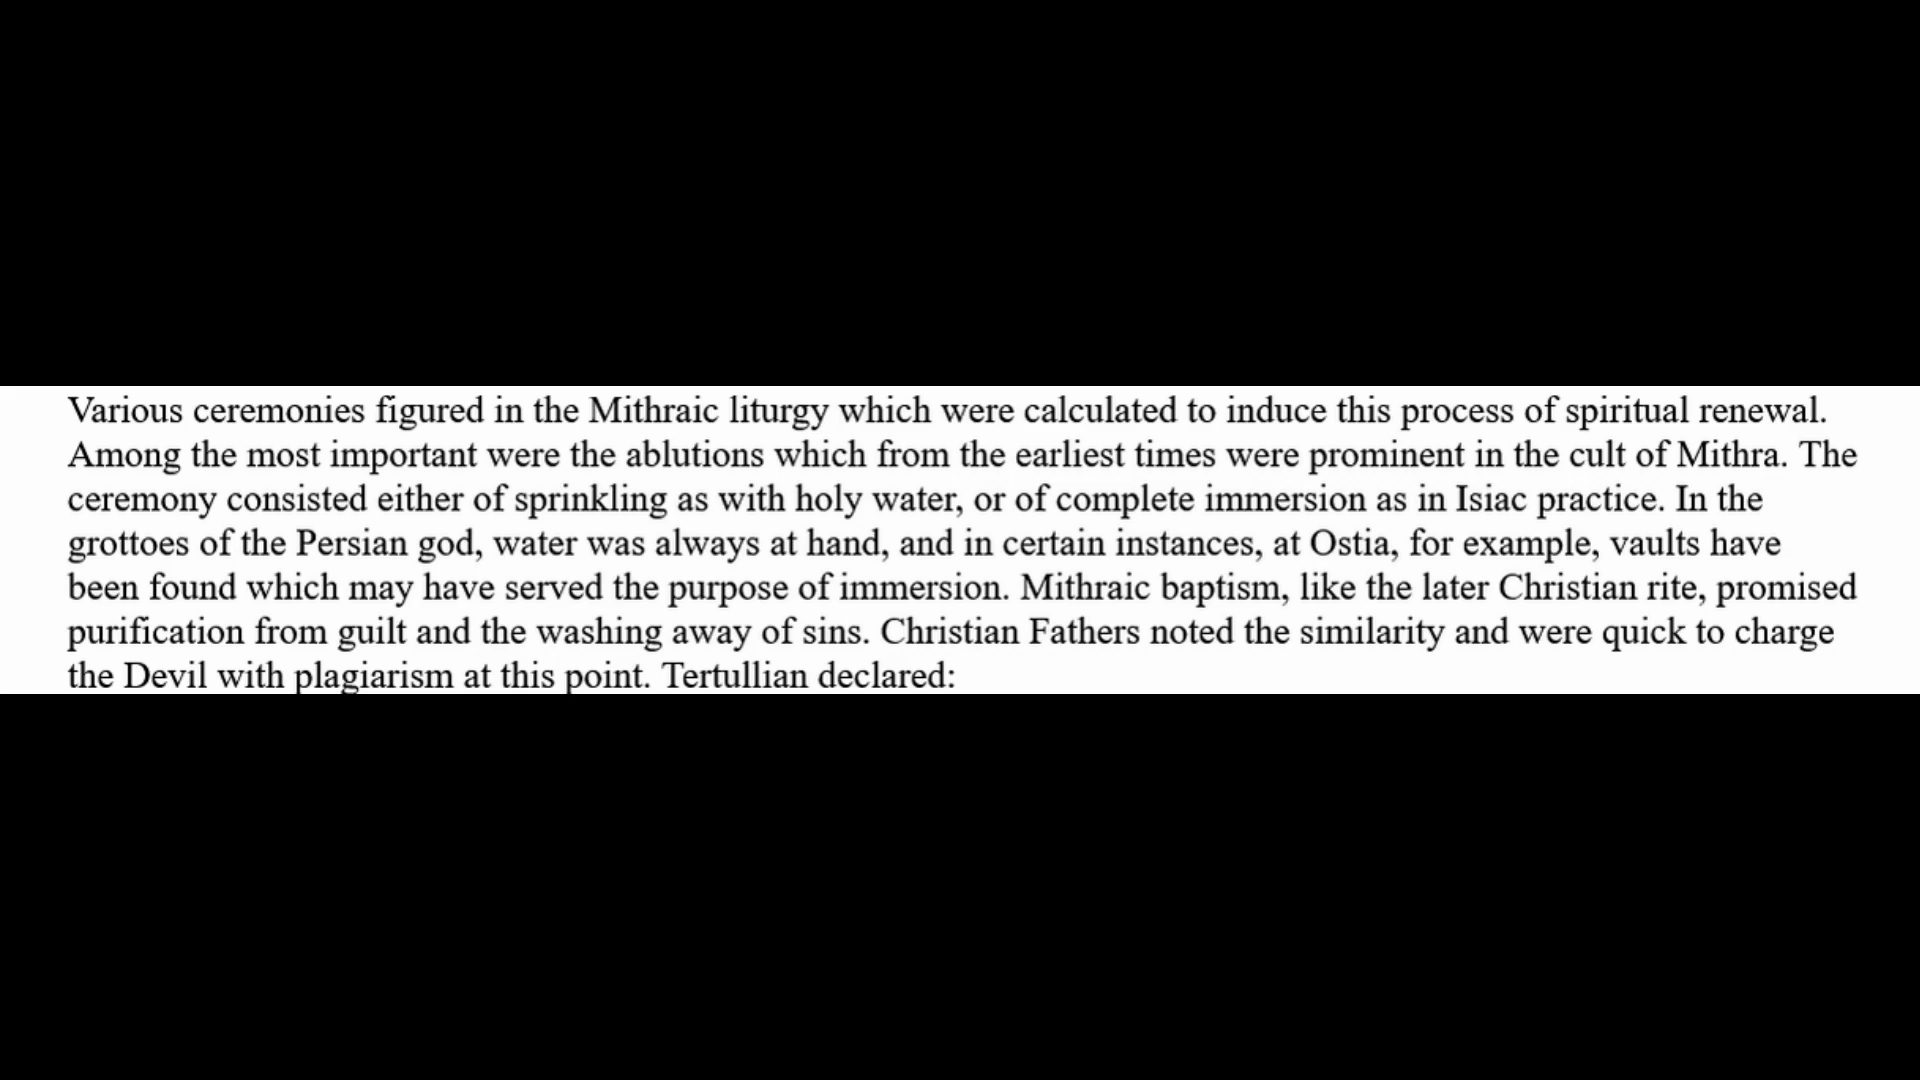 Various ceremonies figured in the Mithraic liturgy which were calculated to induce this process of spiritual renewal.
Among the most important were the ablutions which from the earliest times were prominent in the cult of Mithra. The
ceremony consisted either of sprinkling as with holy water, or of complete immersion as in Isiac practice. In the
grottoes of the Persian god, water was always at hand, and in certain instances, at Ostia, for example, vaults have
been found which may have served the purpose of immersion. Mithraic baptism, like the later Christian rite, promised
purification from guilt and the washing away of sins. Christian Fathers noted the similarity and were quick to charge
the Devil with plagiarism at this point. Tertullian declared: